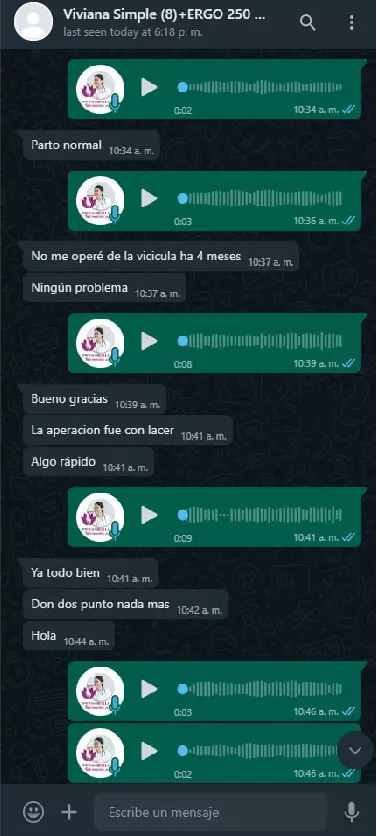 Viviana Simple (8)+ERGO 250 ...
last seen today at 6:18 p. m.
0:02 10:34 a. m.
Parto normal 10:34 a. m.
0:03 10:36 a. m.
No me operé de la vicicula ha 4 meses 10:37 a. m.
Ningún problema 10:37 a. m.
0:08 10:39 a. m.
Bueno gracias 10:39 a. m.
La aperacion fue con lacer 10:41 a. m.
Algo rápido 10:41 a. m.
0:09 10:41 a. m.
Ya todo bien 10:41 a. m.
Don dos punto nada mas 10:42 a. m.
Hola 10:44 a. m.
0:03 10:46 a. m.
0:02 10:46 a. m.
Escribe un mensaje